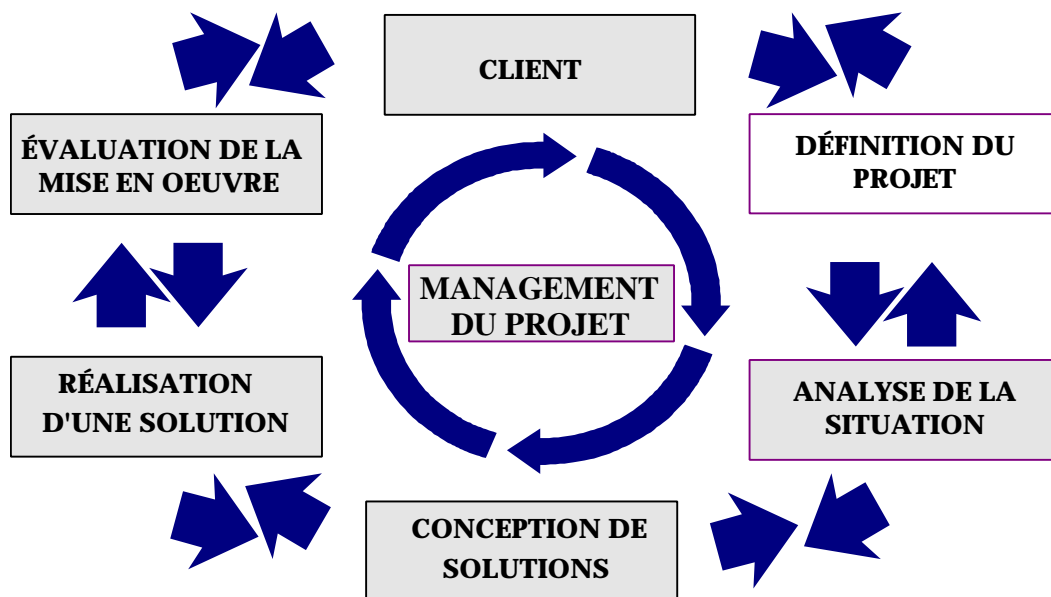 CLIENT
ÉVALUATION DE LA
MISE EN OEUVRE
DÉFINITION DU
PROJET
MANAGEMENT
DU PROJET
RÉALISATION
D'UNE SOLUTION
ANALYSE DE LA
SITUATION
CONCEPTION DE
SOLUTIONS